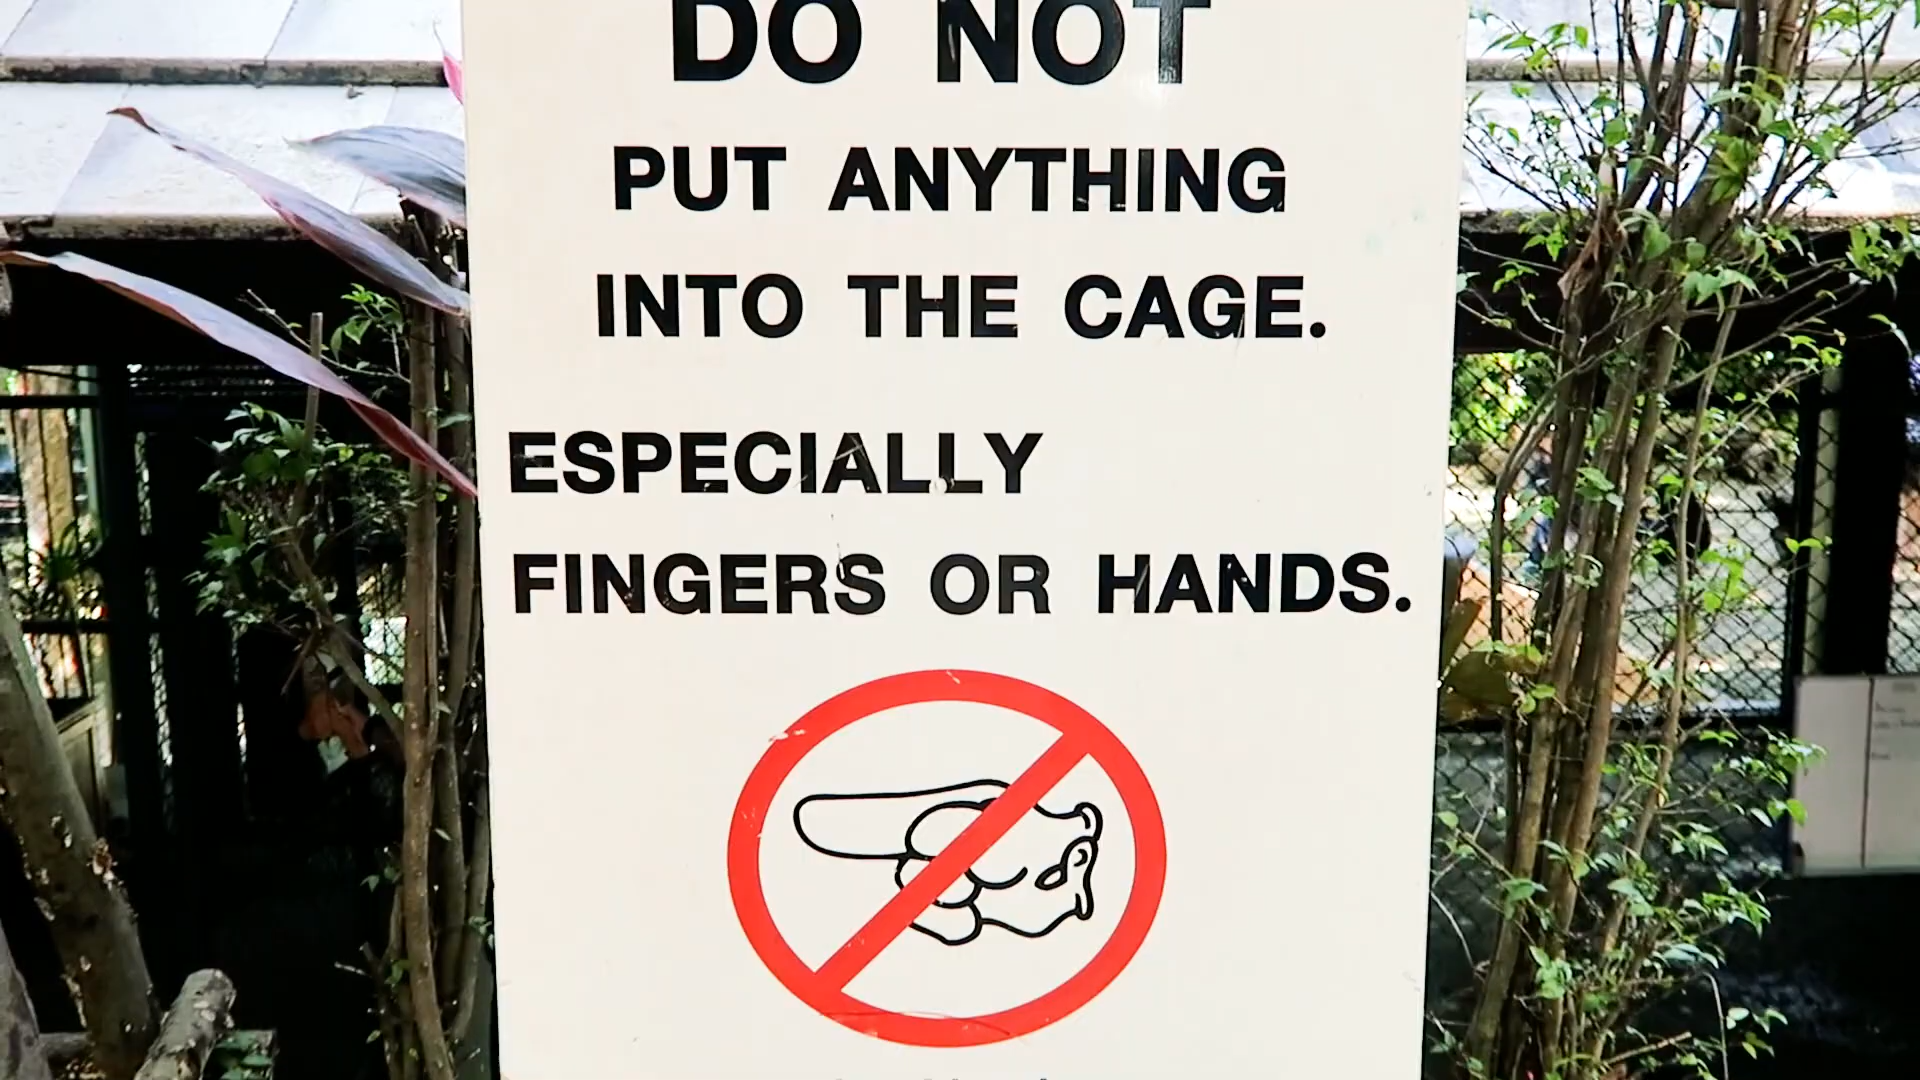 DO NOT
PUT ANYTHING
INTO THE CAGE.
ESPECIALLY
FINGERS OR HANDS.